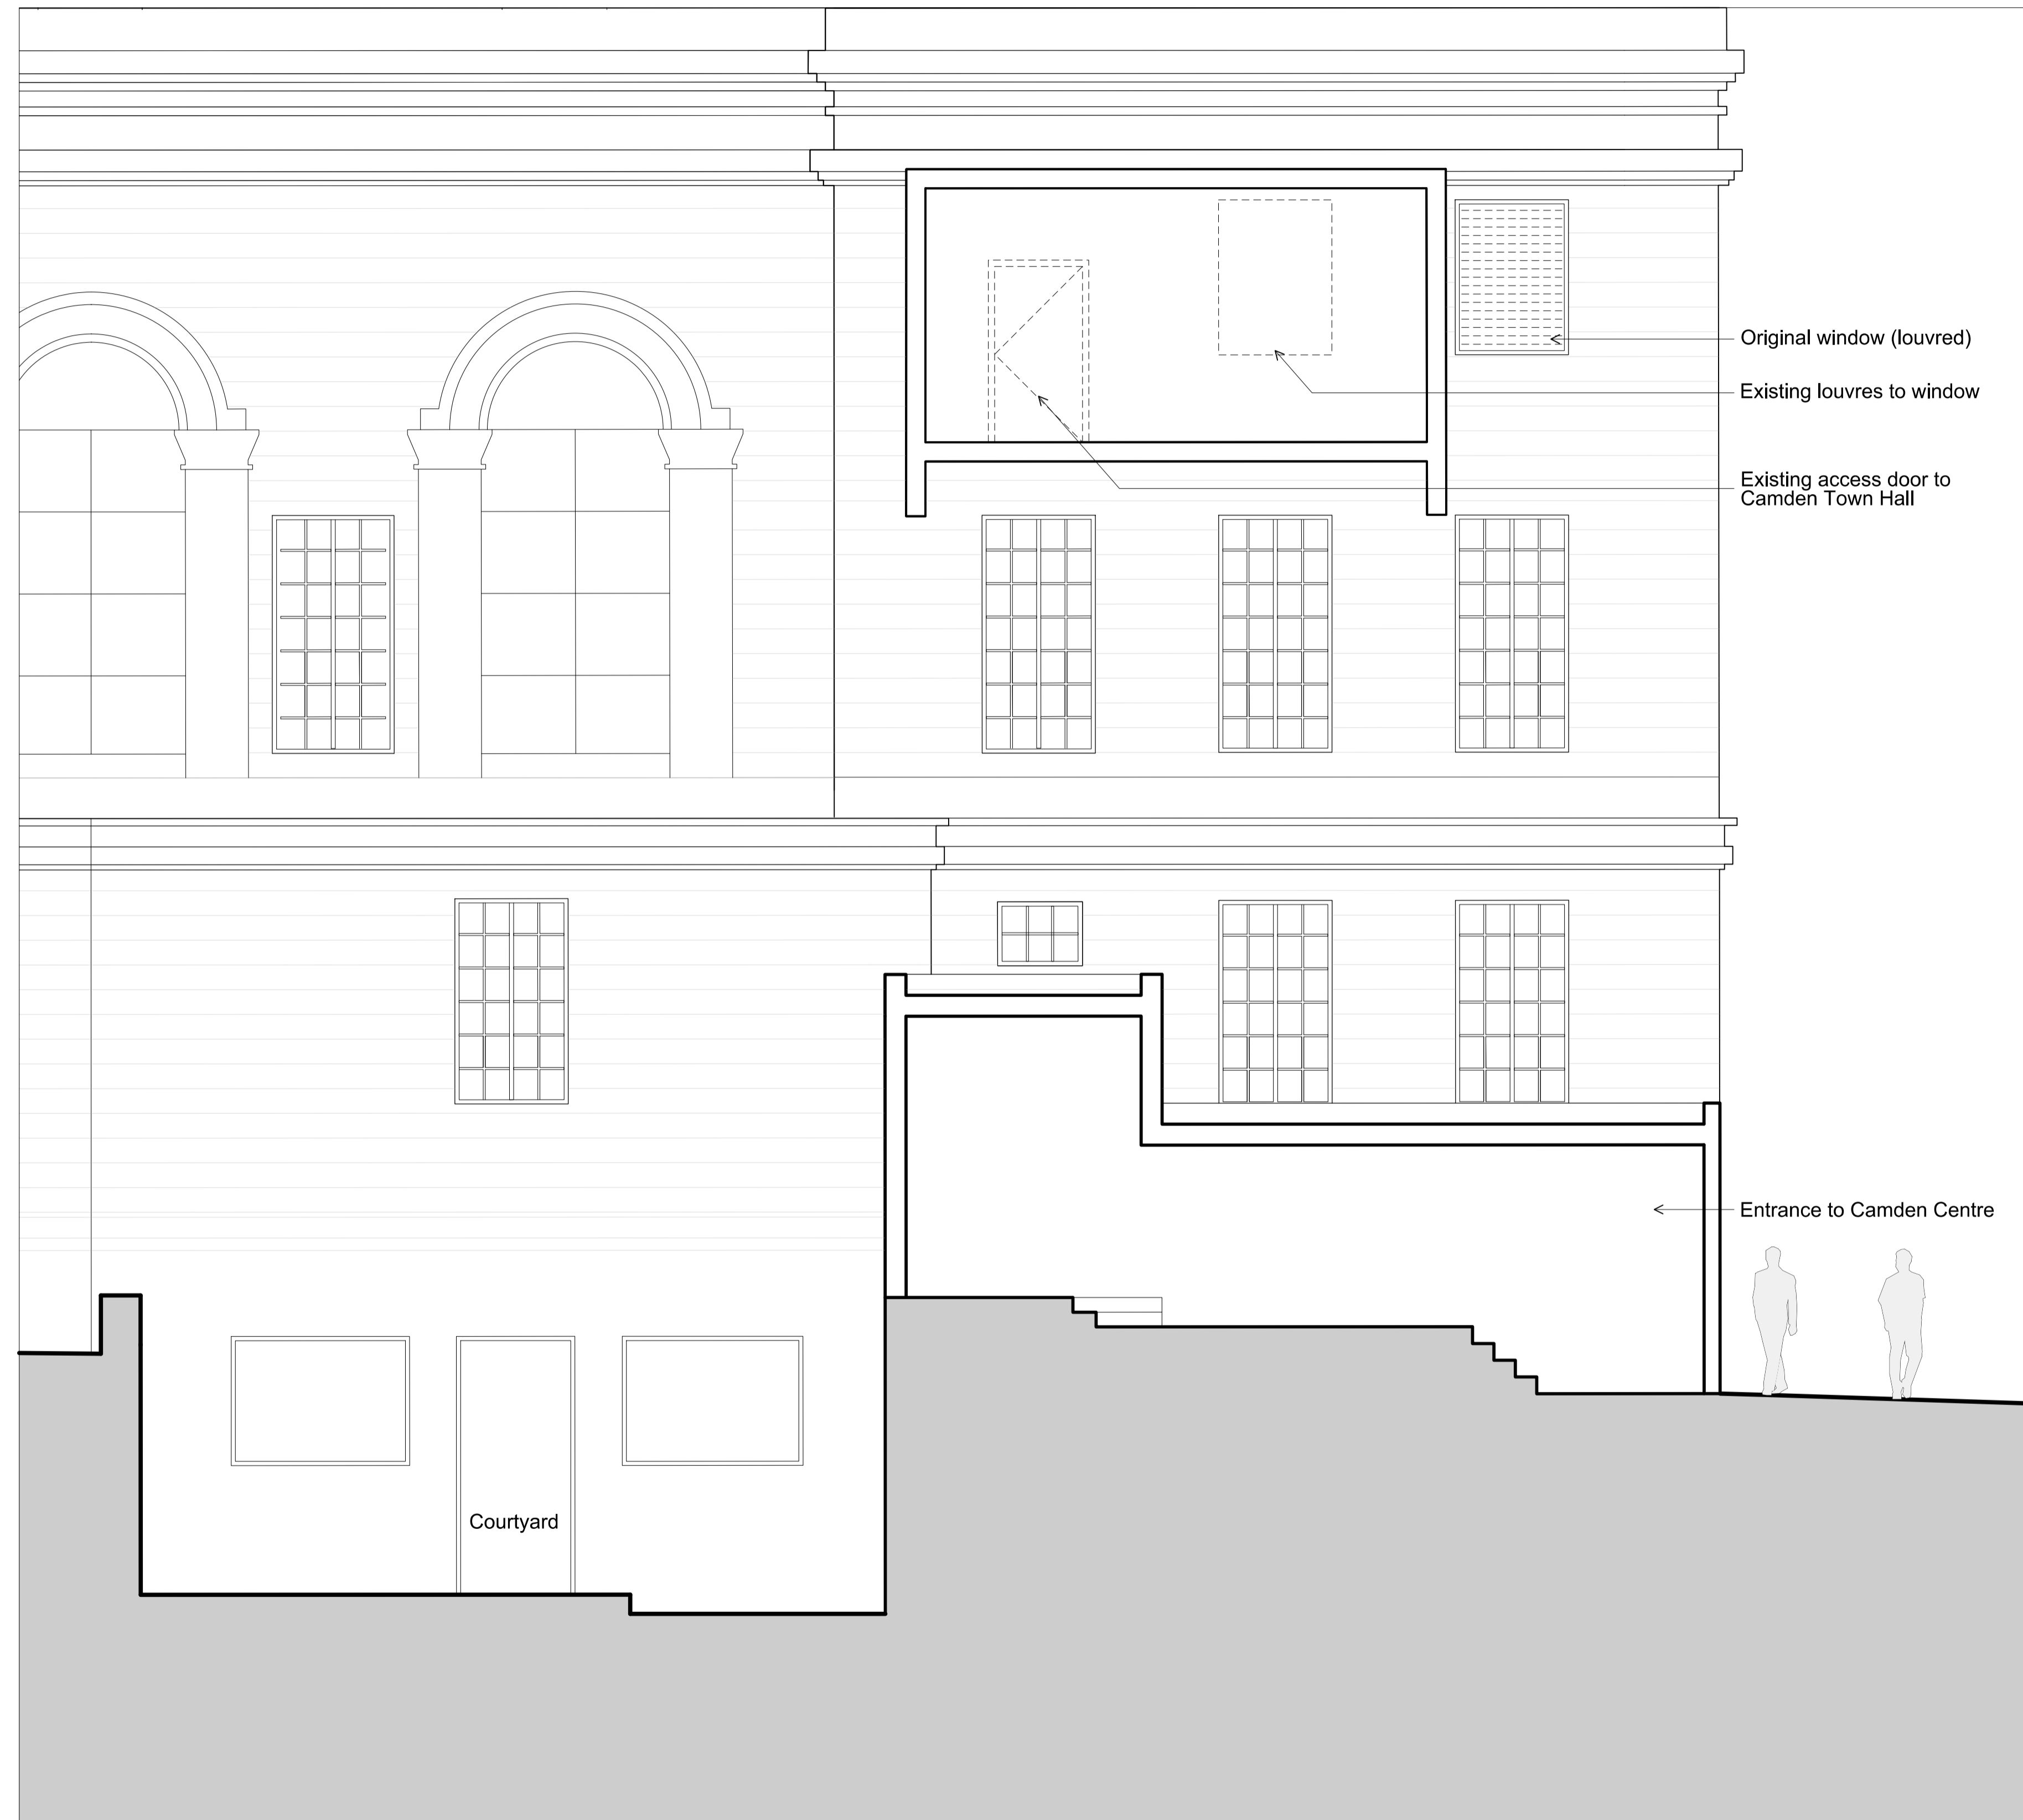 Original window (louvred)
Existing louvres to window
Existing access door to
Camden Town Hall
Entrance to Camden Centre
Courtyard